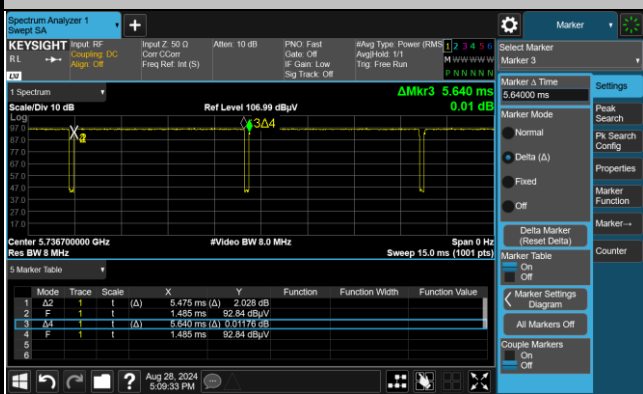 Spectrum Analyzer 1
Swept SA
+
Marker
KEYSIGHT Input: RF Input Z: 50 Ω Atten: 10 dB PNO: Fast #Avg Type: Power (RMS 1 2 3 4 5 6
RL Coupling: DC Corr CCorr Gate: Off Avg|Hold: 1/1 M W W W W W
Align: Off Freq Ref: Int (S) IF Gain: Low Trig: Free Run
Sig Track: Off P N N N N N
LXI
1 Spectrum
ΔMkr3 5.640 ms
Scale/Div 10 dB Ref Level 106.99 dBµV 0.01 dB
Log
97.0
87.0
77.0
67.0
57.0
47.0
37.0
27.0
17.0
3Δ4
Center 5.736700000 GHz #Video BW 8.0 MHz Span 0 Hz
Res BW 8 MHz Sweep 15.0 ms (1001 pts)
5 Marker Table
Mode Trace Scale X Y Function Function Width Function Value
1 Δ2 1 t (Δ) 5.475 ms (Δ) 2.028 dB
2 F 1 t 1.485 ms 92.84 dBµV
3 Δ4 1 t (Δ) 5.640 ms (Δ) 0.01176 dB
4 F 1 t 1.485 ms 92.84 dBµV
5
6
Aug 28, 2024
5:09:33 PM
?
Select Marker
Marker 3
Marker Δ Time
5.64000 ms
Marker Mode
Normal
Delta (Δ)
Fixed
Off
Delta Marker
(Reset Delta)
Marker Table
On
Off
Marker Settings
Diagram
All Markers Off
Couple Markers
On
Off
Settings
Peak
Search
Pk Search
Config
Properties
Marker
Function
Marker→
Counter